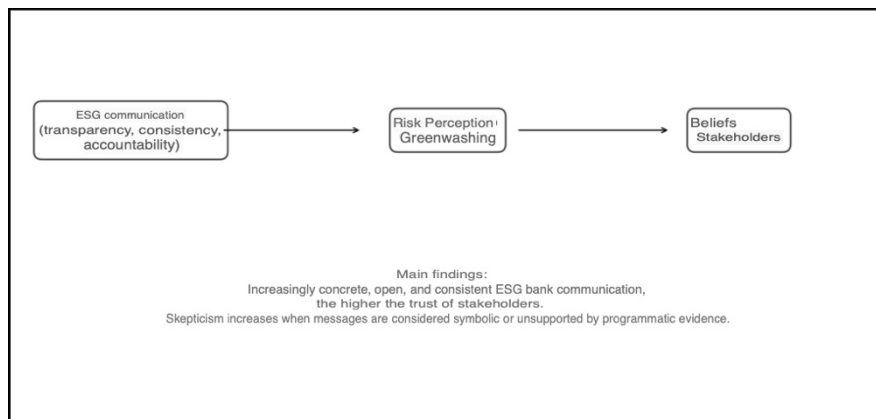 ESG communication
(transparency, consistency,
accountability)
Risk Perception
Greenwashing
Beliefs
Stakeholders
Main findings:
Increasingly concrete, open, and consistent ESG bank communication,
the higher the trust of stakeholders.
Skepticism increases when messages are considered symbolic or unsupported by programmatic evidence.